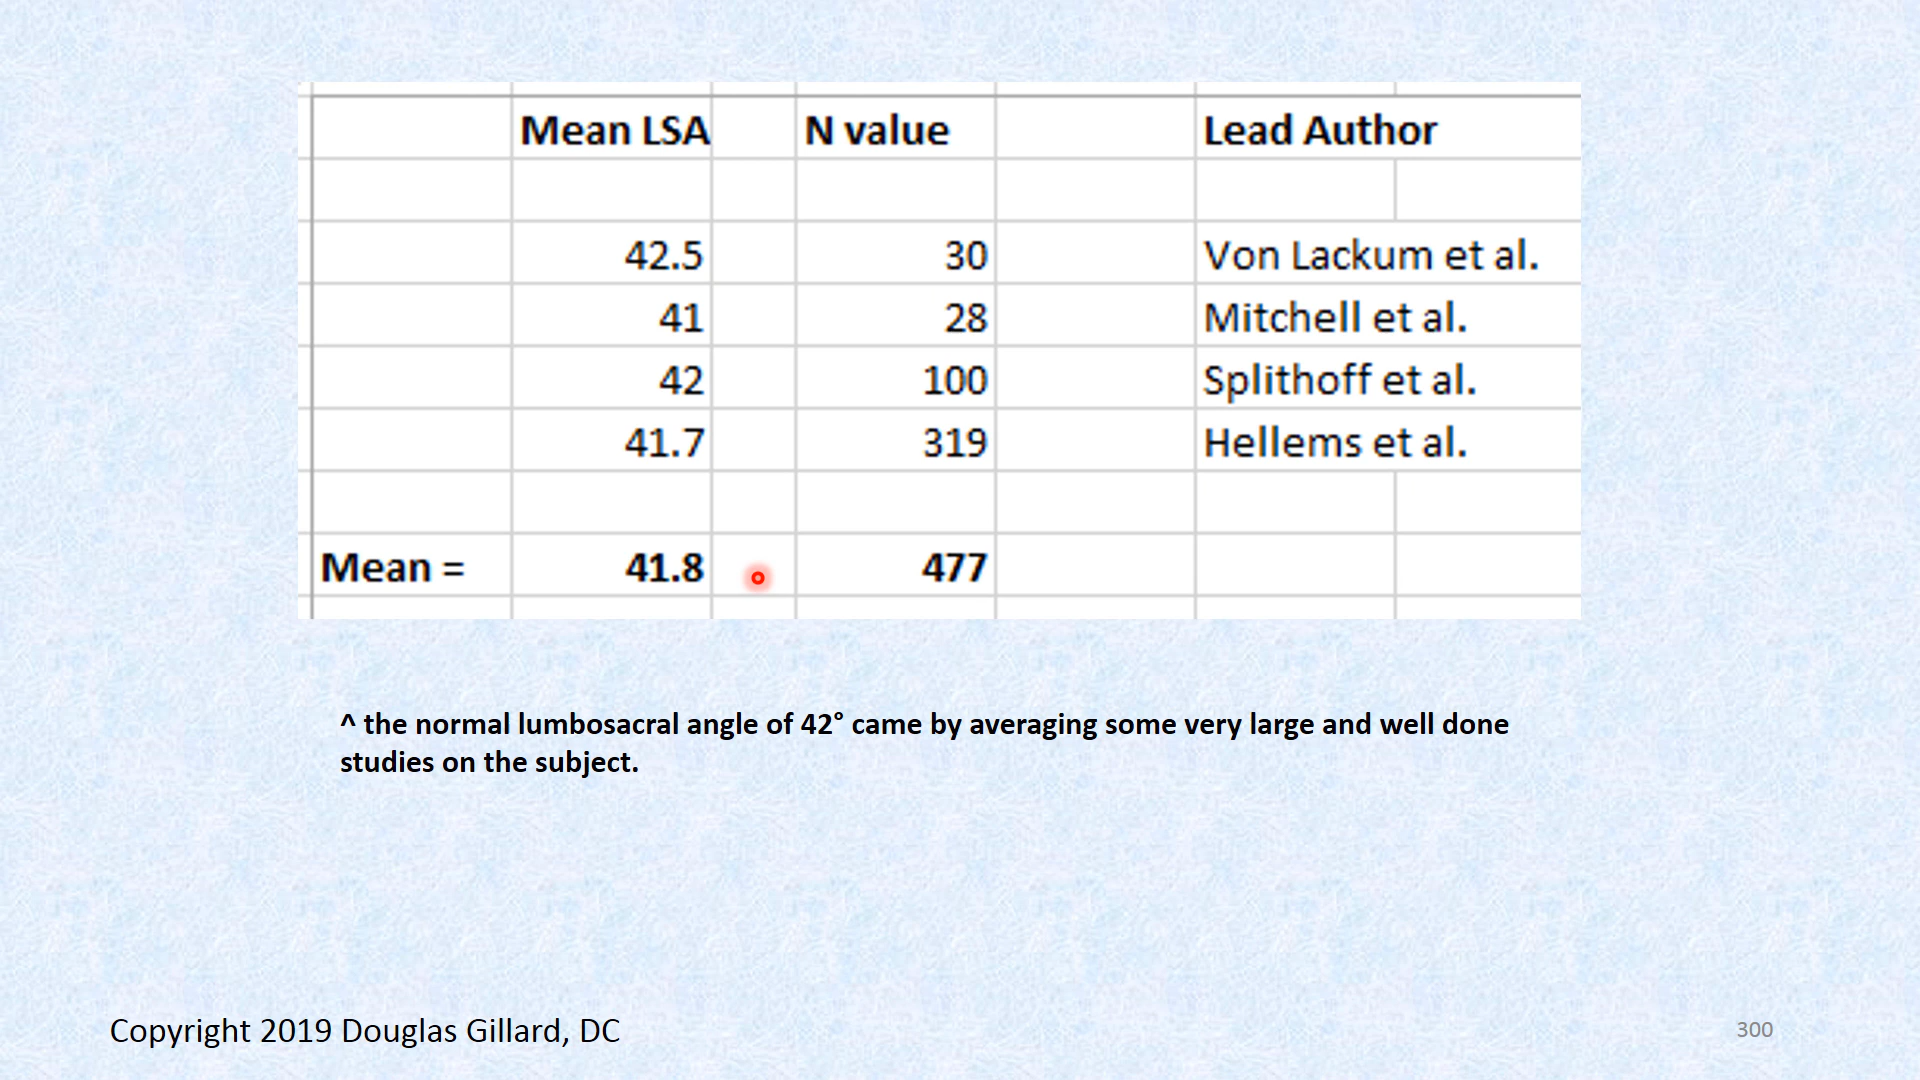 Mean LSA N value Lead Author
42.5 30 Von Lackum et al.
41 28 Mitchell et al.
42 100 Splithoff et al.
41.7 319 Hellems et al.
Mean = 41.8 477
^ the normal lumbosacral angle of 42° came by averaging some very large and well done
studies on the subject.
Copyright 2019 Douglas Gillard, DC
300